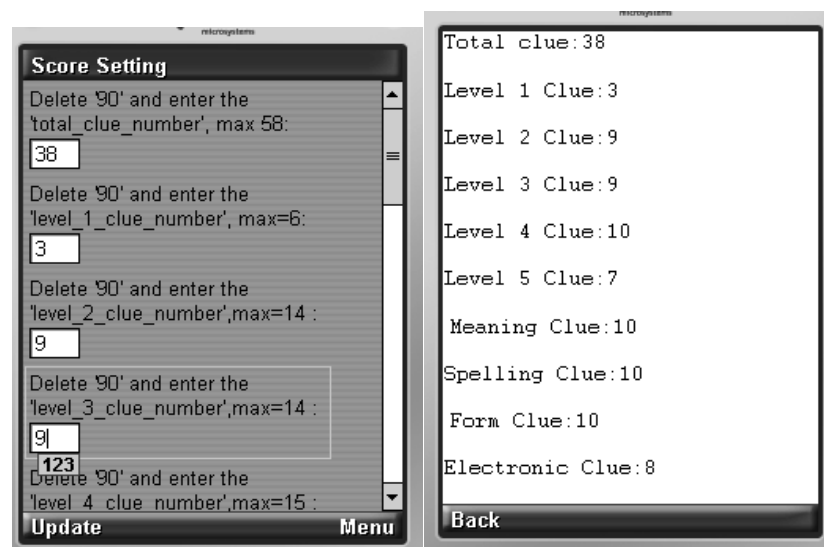 microsystems
Score Setting
Delete '90' and enter the
'total_clue_number', max 58:
38
Delete '90' and enter the
'level_1_clue_number', max=6:
3
Delete '90' and enter the
'level_2_clue_number',max=14 :
9
Delete '90' and enter the
'level_3_clue_number',max=14 :
9
123
Delete '90' and enter the
'level_4_clue_number',max=15 :
Update Menu
microsystems
Total clue:38
Level 1 Clue:3
Level 2 Clue:9
Level 3 Clue:9
Level 4 Clue:10
Level 5 Clue:7
Meaning Clue:10
Spelling Clue:10
Form Clue:10
Electronic Clue:8
Back